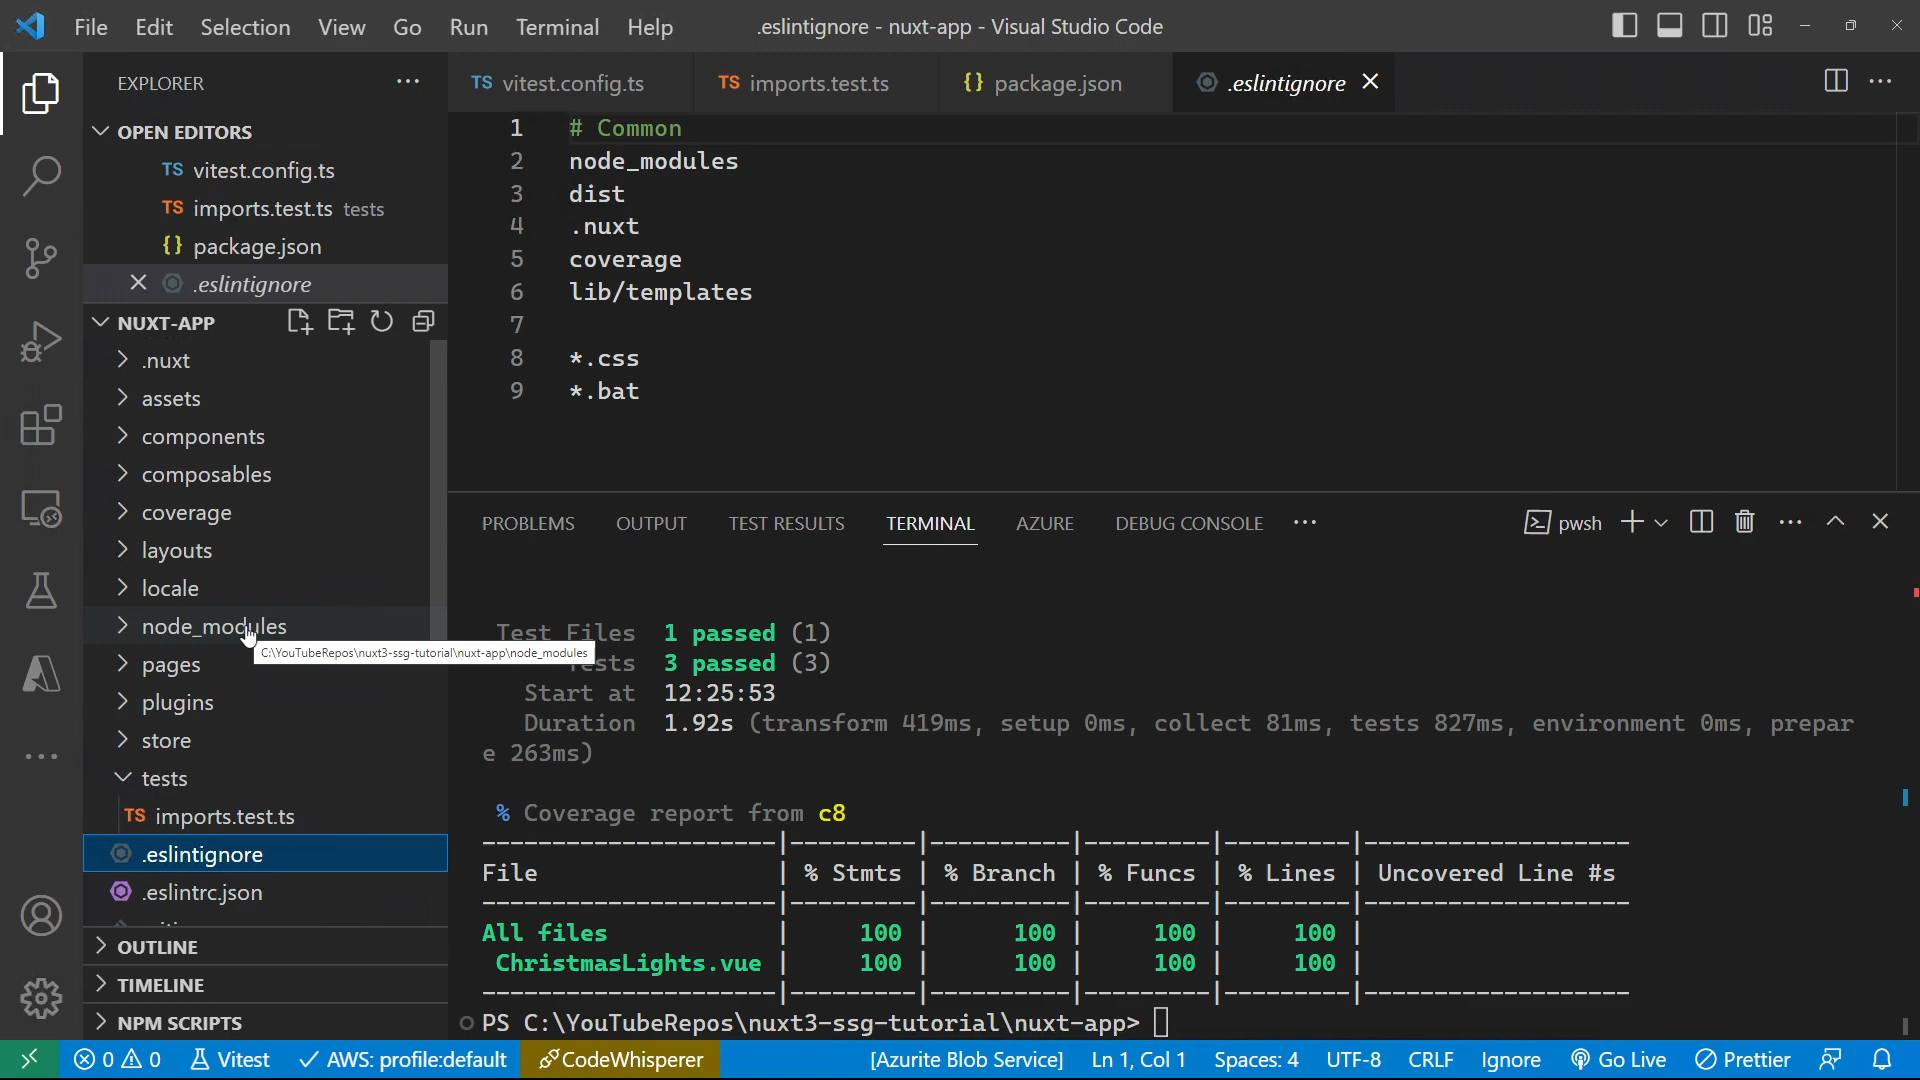 File Edit Selection View Go Run Terminal Help .eslintignore - nuxt-app - Visual Studio Code
EXPLORER
OPEN EDITORS
TS vitest.config.ts
TS imports.test.ts tests
{} package.json
.eslintignore
NUXT-APP
.nuxt
assets
components
composables
coverage
layouts
locale
node_modules
C:\YouTubeRepos\nuxt3-ssg-tutorial\nuxt-app\node_modules
pages
plugins
store
tests
TS imports.test.ts
.eslintignore
.eslintrc.json
OUTLINE
TIMELINE
NPM SCRIPTS
TS vitest.config.ts TS imports.test.ts {} package.json .eslintignore
1 # Common
2 node_modules
3 dist
4 .nuxt
5 coverage
6 lib/templates
7
8 *.css
9 *.bat
PROBLEMS OUTPUT TEST RESULTS TERMINAL AZURE DEBUG CONSOLE pwsh
Test Files 1 passed (1)
Tests 3 passed (3)
Start at 12:25:53
Duration 1.92s (transform 419ms, setup 0ms, collect 81ms, tests 827ms, environment 0ms, prepar
e 263ms)
% Coverage report from c8
File | % Stmts | % Branch | % Funcs | % Lines | Uncovered Line #s
All files | 100 | 100 | 100 | 100 |
ChristmasLights.vue | 100 | 100 | 100 | 100 |
PS C:\YouTubeRepos\nuxt3-ssg-tutorial\nuxt-app>
0 0 Vitest AWS: profile:default CodeWhisperer [Azurite Blob Service] Ln 1, Col 1 Spaces: 4 UTF-8 CRLF Ignore Go Live Prettier